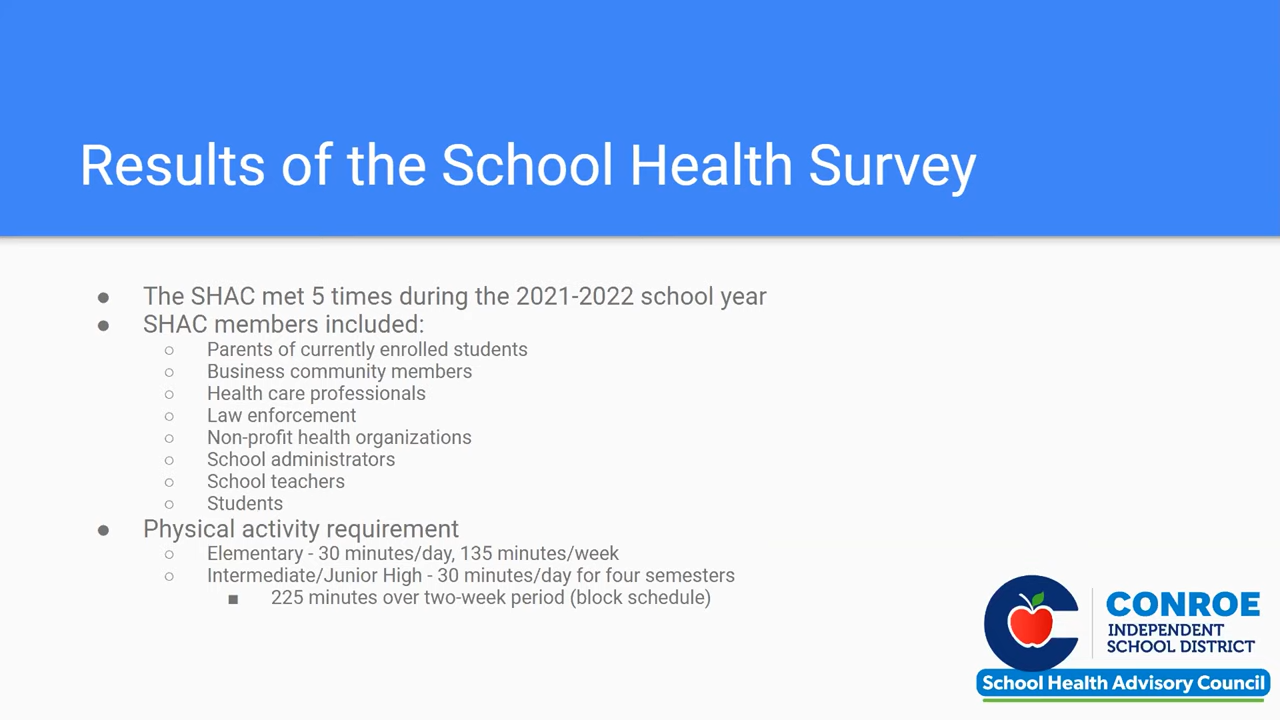 Results of the School Health Survey
● The SHAC met 5 times during the 2021-2022 school year
● SHAC members included:
○ Parents of currently enrolled students
○ Business community members
○ Health care professionals
○ Law enforcement
○ Non-profit health organizations
○ School administrators
○ School teachers
○ Students
● Physical activity requirement
○ Elementary - 30 minutes/day, 135 minutes/week
○ Intermediate/Junior High - 30 minutes/day for four semesters
■ 225 minutes over two-week period (block schedule)
CONROE
INDEPENDENT
SCHOOL DISTRICT
School Health Advisory Council